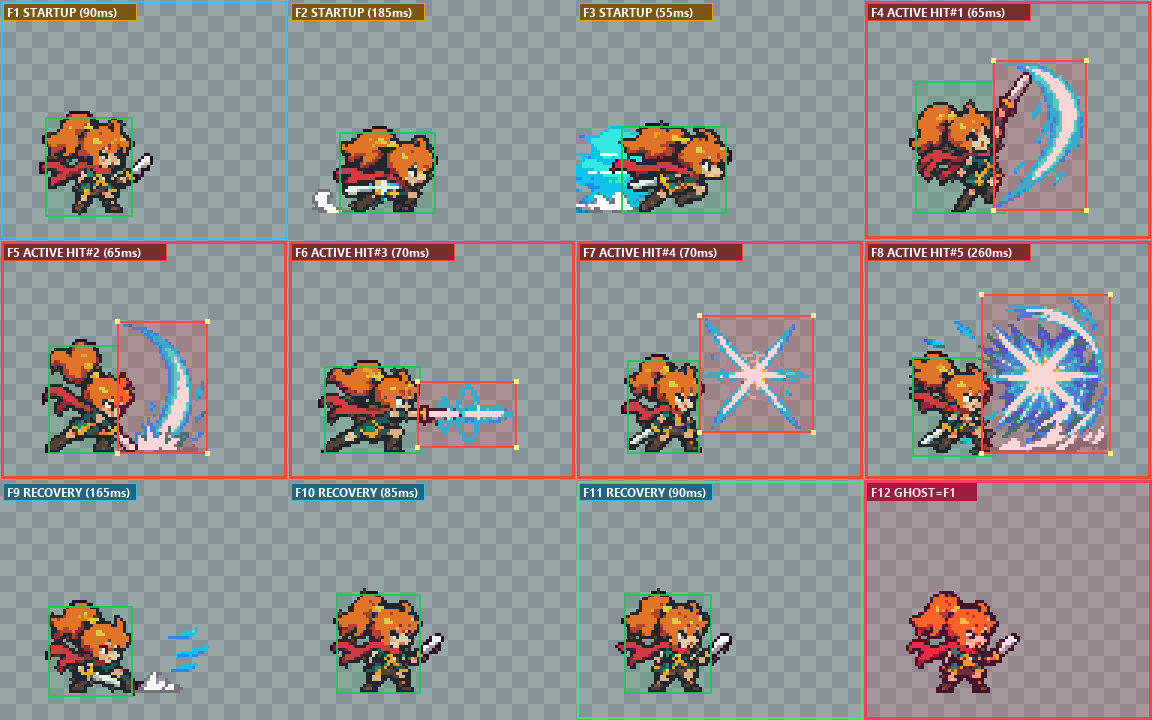 F1 STARTUP (90ms)
F2 STARTUP (185ms)
F3 STARTUP (55ms)
F4 ACTIVE HIT#1 (65ms)
F5 ACTIVE HIT#2 (65ms)
F6 ACTIVE HIT#3 (70ms)
F7 ACTIVE HIT#4 (70ms)
F8 ACTIVE HIT#5 (260ms)
F9 RECOVERY (165ms)
F10 RECOVERY (85ms)
F11 RECOVERY (90ms)
F12 GHOST=F1